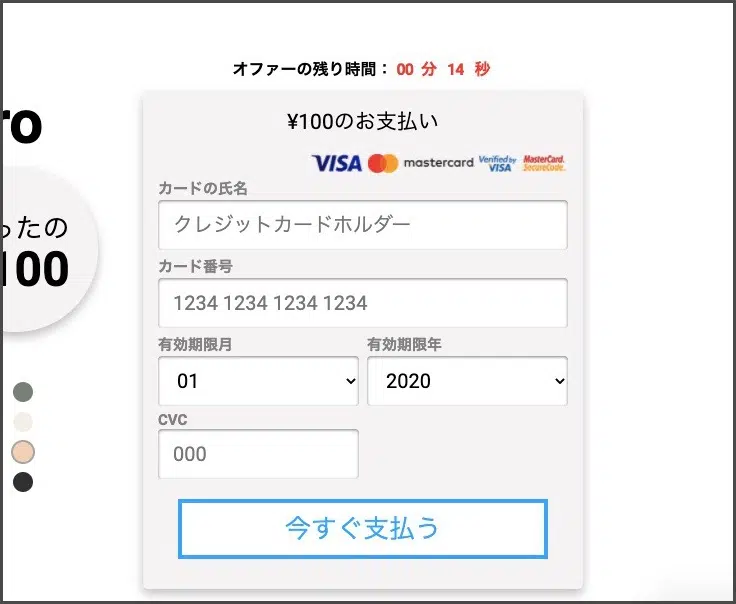 オファーの残り時間： 00 分 14 秒
ro
ったの
100
¥100のお支払い
VISA mastercard Verified by VISA MasterCard. SecureCode.
カードの氏名
クレジットカードホルダー
カード番号
1234 1234 1234 1234
有効期限月 有効期限年
01 2020
CVC
000
今すぐ支払う